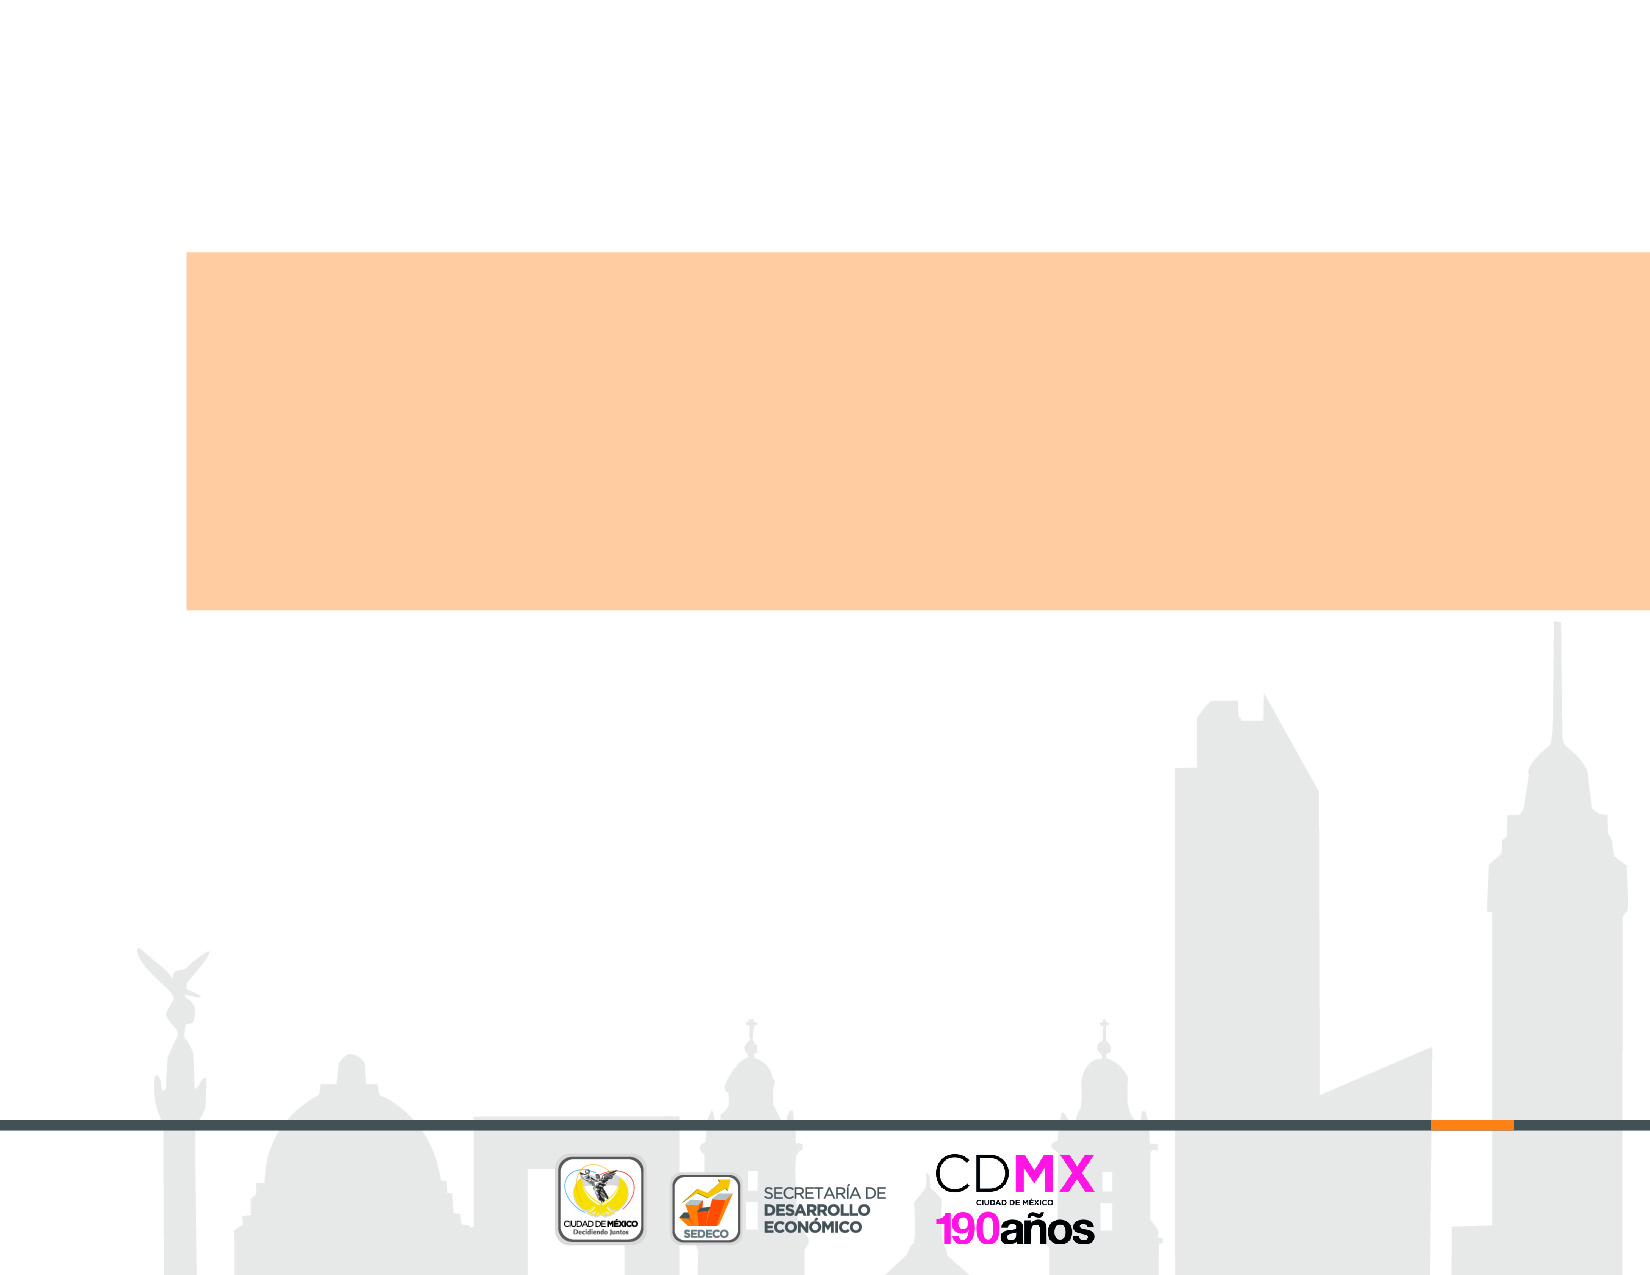 CIUDAD DE MÉXICO
Decidiendo Juntos
SEDECO
SECRETARÍA DE
DESARROLLO
ECONÓMICO
CDMX
CIUDAD DE MÉXICO
190años